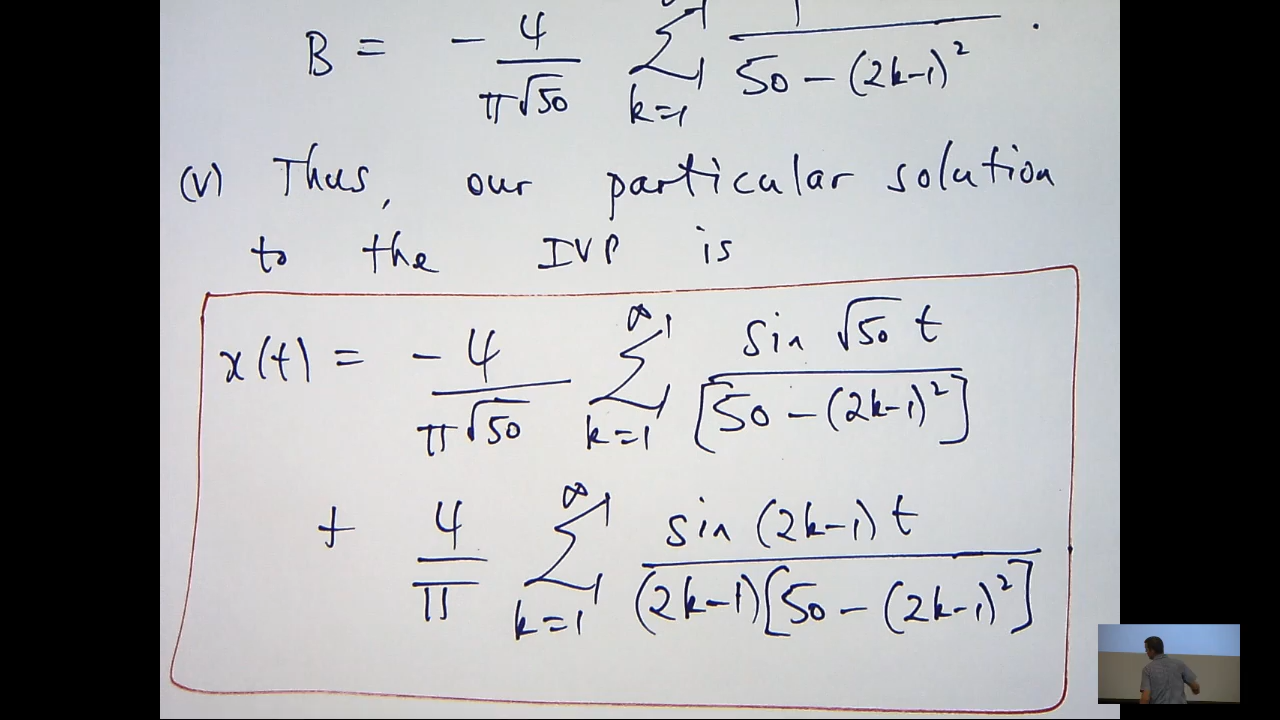 B = - 4/(π√50) ∑_{k=1} 1/(50 - (2k-1)²) .
(V) Thus, our particular solution
to the IVP is
x(t) = -4/(π√50) ∑_{k=1}^{∞} sin √50 t / [50 - (2k-1)²]
+ 4/π ∑_{k=1}^{∞} sin (2k-1) t / ((2k-1)[50 - (2k-1)²])